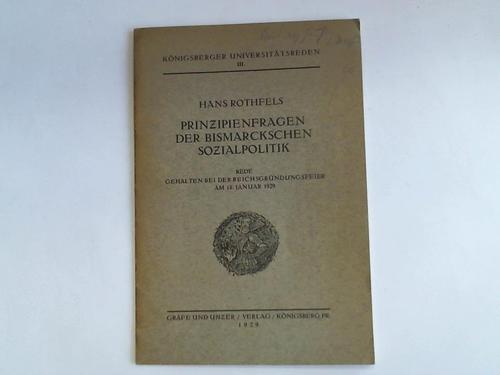 KÖNIGSBERGER UNIVERSITÄTSREDEN
III.
HANS ROTHFELS
PRINZIPIENFRAGEN
DER BISMARCKSCHEN
SOZIALPOLITIK
REDE
GEHALTEN BEI DER REICHSGRÜNDUNGSFEIER
AM 18. JANUAR 1929
GRÄFE UND UNZER / VERLAG / KÖNIGSBERG PR.
1929